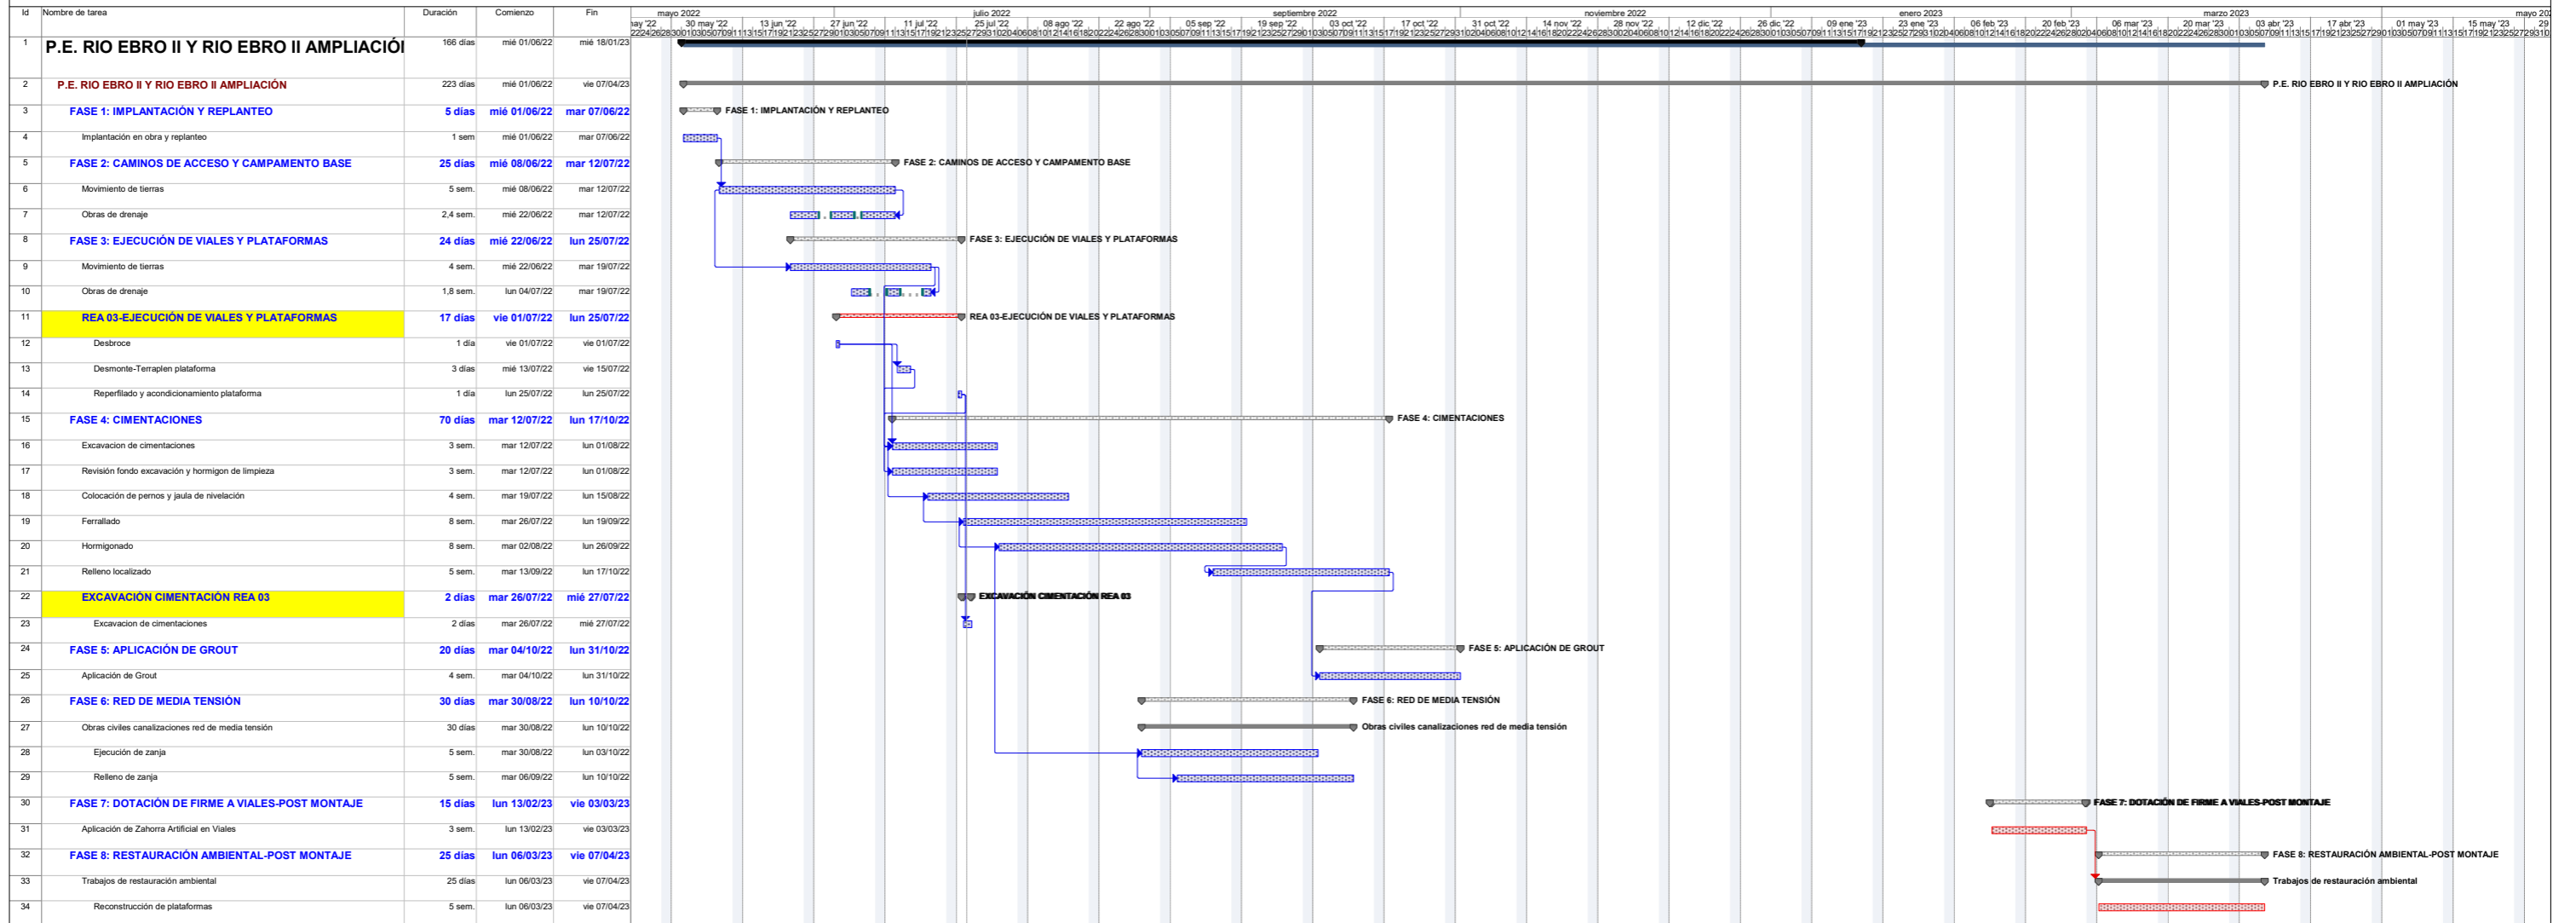 Id Nombre de tarea Duración Comienzo Fin
mayo 2022 julio 2022 septiembre 2022 noviembre 2022 enero 2023 marzo 2023
30 may '22 13 jun '22 27 jun '22 11 jul '22 25 jul '22 08 ago '22 22 ago '22 05 sep '22 19 sep '22 03 oct '22 17 oct '22 31 oct '22 14 nov '22 28 nov '22 12 dic '22 26 dic '22 09 ene '23 23 ene '23 06 feb '23 20 feb '23 06 mar '23 20 mar '23 03 abr '23 17 abr '23 01 may '23 15 may '23 29
1 P.E. RIO EBRO II Y RIO EBRO II AMPLIACIÓ 166 días mié 01/06/22 mié 18/01/23
2 P.E. RIO EBRO II Y RIO EBRO II AMPLIACIÓN 223 días mié 01/06/22 vie 07/04/23 P.E. RIO EBRO II Y RIO EBRO II AMPLIACIÓN
3 FASE 1: IMPLANTACIÓN Y REPLANTEO 5 días mié 01/06/22 mar 07/06/22 FASE 1: IMPLANTACIÓN Y REPLANTEO
4 Implantación en obra y replanteo 1 sem mié 01/06/22 mar 07/06/22
5 FASE 2: CAMINOS DE ACCESO Y CAMPAMENTO BASE 25 días mié 08/06/22 mar 12/07/22 FASE 2: CAMINOS DE ACCESO Y CAMPAMENTO BASE
6 Movimiento de tierras 5 sem. mié 08/06/22 mar 12/07/22
7 Obras de drenaje 2,4 sem. mié 22/06/22 mar 12/07/22
8 FASE 3: EJECUCIÓN DE VIALES Y PLATAFORMAS 24 días mié 22/06/22 lun 25/07/22 FASE 3: EJECUCIÓN DE VIALES Y PLATAFORMAS
9 Movimiento de tierras 4 sem. mié 22/06/22 mar 19/07/22
10 Obras de drenaje 1,8 sem. lun 04/07/22 mar 19/07/22
11 REA 03-EJECUCIÓN DE VIALES Y PLATAFORMAS 17 días vie 01/07/22 lun 25/07/22 REA 03-EJECUCIÓN DE VIALES Y PLATAFORMAS
12 Desbroce 1 día vie 01/07/22 vie 01/07/22
13 Desmonte-Terraplen plataforma 3 días mié 13/07/22 vie 15/07/22
14 Reperfilado y acondicionamiento plataforma 1 día lun 25/07/22 lun 25/07/22
15 FASE 4: CIMENTACIONES 70 días mar 12/07/22 lun 17/10/22 FASE 4: CIMENTACIONES
16 Excavacion de cimentaciones 3 sem. mar 12/07/22 lun 01/08/22
17 Revisión fondo excavación y hormigon de limpieza 3 sem. mar 12/07/22 lun 01/08/22
18 Colocación de pernos y jaula de nivelación 4 sem. mar 19/07/22 lun 15/08/22
19 Ferrallado 8 sem. mar 26/07/22 lun 19/09/22
20 Hormigonado 8 sem. mar 02/08/22 lun 26/09/22
21 Relleno localizado 5 sem. mar 13/09/22 lun 17/10/22
22 EXCAVACIÓN CIMENTACIÓN REA 03 2 días mar 26/07/22 mié 27/07/22 EXCAVACIÓN CIMENTACIÓN REA 03
23 Excavacion de cimentaciones 2 días mar 26/07/22 mié 27/07/22
24 FASE 5: APLICACIÓN DE GROUT 20 días mar 04/10/22 lun 31/10/22 FASE 5: APLICACIÓN DE GROUT
25 Aplicación de Grout 4 sem. mar 04/10/22 lun 31/10/22
26 FASE 6: RED DE MEDIA TENSIÓN 30 días mar 30/08/22 lun 10/10/22 FASE 6: RED DE MEDIA TENSIÓN
27 Obras civiles canalizaciones red de media tensión 30 días mar 30/08/22 lun 10/10/22 Obras civiles canalizaciones red de media tensión
28 Ejecución de zanja 5 sem. mar 30/08/22 lun 03/10/22
29 Relleno de zanja 5 sem. mar 06/09/22 lun 10/10/22
30 FASE 7: DOTACIÓN DE FIRME A VIALES-POST MONTAJE 15 días lun 13/02/23 vie 03/03/23 FASE 7: DOTACIÓN DE FIRME A VIALES-POST MONTAJE
31 Aplicación de Zahorra Artificial en Viales 3 sem. lun 13/02/23 vie 03/03/23
32 FASE 8: RESTAURACIÓN AMBIENTAL-POST MONTAJE 25 días lun 06/03/23 vie 07/04/23 FASE 8: RESTAURACIÓN AMBIENTAL-POST MONTAJE
33 Trabajos de restauración ambiental 25 días lun 06/03/23 vie 07/04/23 Trabajos de restauración ambiental
34 Reconstrucción de plataformas 5 sem. lun 06/03/23 vie 07/04/23